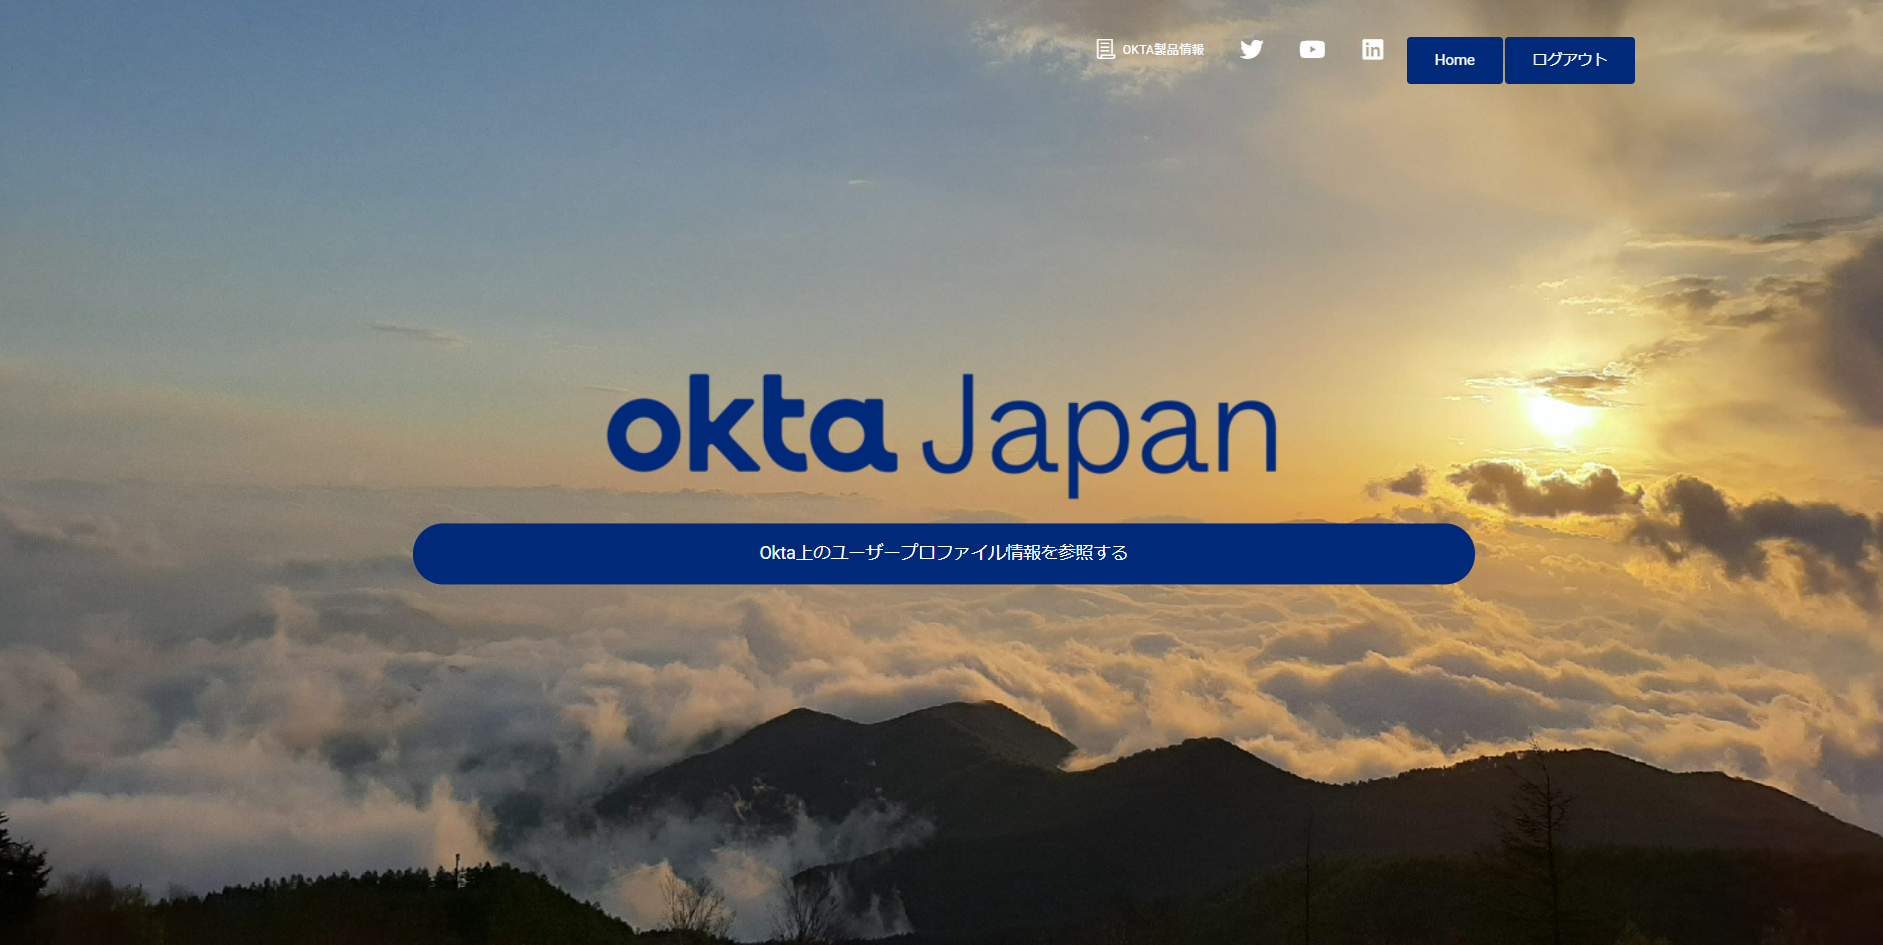 OKTA製品情報
Home
ログアウト
okta Japan
Okta上のユーザープロファイル情報を参照する